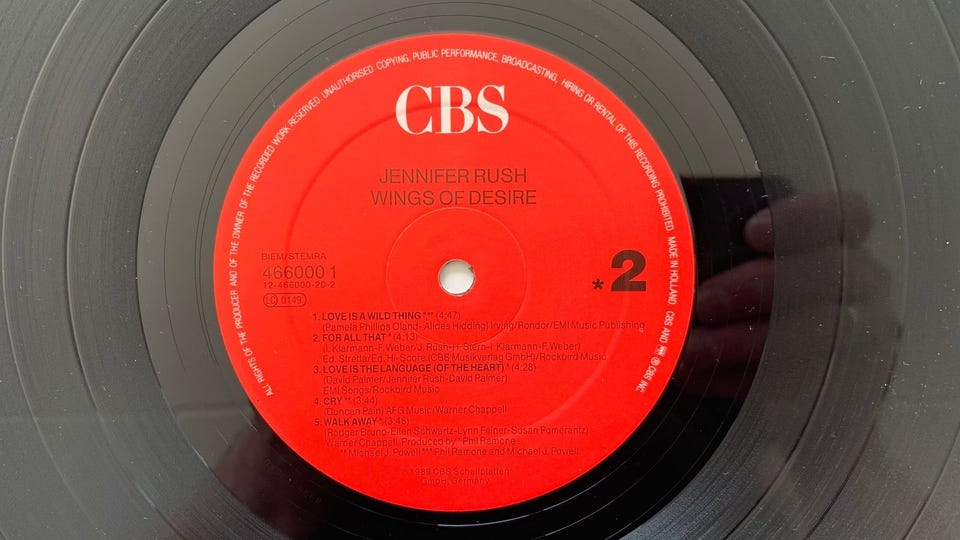 ALL RIGHTS OF THE PRODUCER AND OF THE OWNER OF THE RECORDED WORK RESERVED. UNAUTHORISED COPYING, PUBLIC PERFORMANCE, BROADCASTING, HIRING OR RENTAL OF THIS RECORDING PROHIBITED. MADE IN HOLLAND. CBS AND ℗ CBS INC.
CBS
JENNIFER RUSH
WINGS OF DESIRE
BIEM/STEMRA
466000 1
12-466000-20-2
LC 0149
*2
1. LOVE IS A WILD THING *** (4:47)
(Pamela Phillips Oland- Alides Hidding) Irving/Rondor/EMI Music Publishing
2. FOR ALL THAT * (4:13)
(I. Klarmann-F. Weber/J. Rush-H. Stern-I. Klarmann-F. Weber)
Ed. Stretta/Ed. Hi-Score (CBS Musikverlag GmbH)/Rockbird Music
3. LOVE IS THE LANGUAGE (OF THE HEART) * (4:28)
(David Palmer/Jennifer Rush-David Palmer)
EMI Songs/Rockbird Music
4. CRY ** (3:44)
(Duncan Pain) AFG Music/Warner Chappell
5. WALK AWAY * (3:48)
(Rodger Bruno-Ellen Schwartz-Lynn Feiner-Susan Pomerantz)
Warner Chappell. Produced by * Phil Ramone
** Michael J. Powell *** Phil Ramone and Michael J. Powell
℗ 1989 CBS Schallplatten
GmbH, Germany